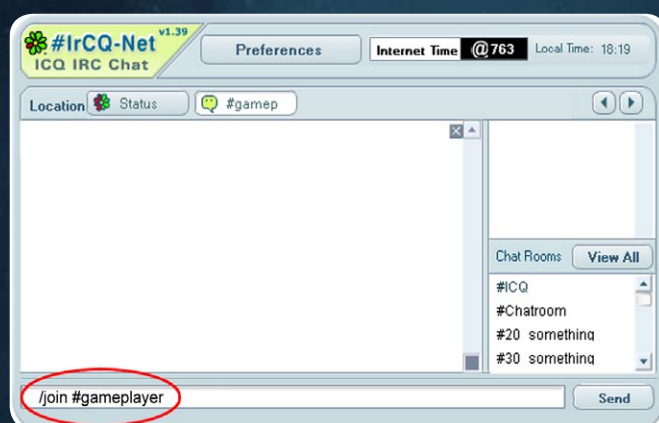 #IrCQ-Net v1.39
ICQ IRC Chat
Preferences
Internet Time @763
Local Time: 18:19
Location
Status
#gamep
Chat Rooms
View All
#ICQ
#Chatroom
#20 something
#30 something
/join #gameplayer
Send